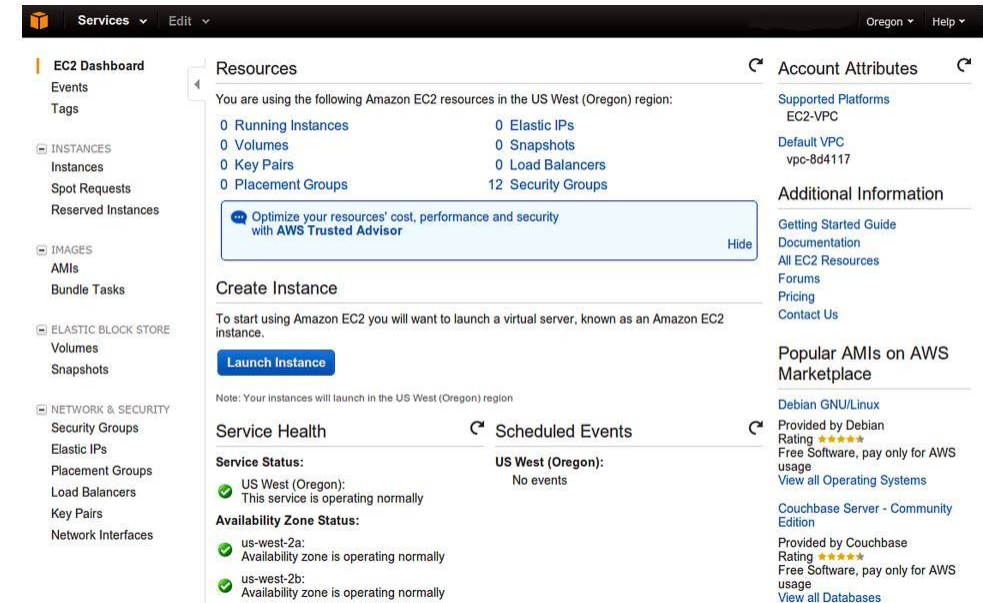 Services
Edit
Oregon
Help
EC2 Dashboard
Events
Tags
INSTANCES
Instances
Spot Requests
Reserved Instances
IMAGES
AMIs
Bundle Tasks
ELASTIC BLOCK STORE
Volumes
Snapshots
NETWORK & SECURITY
Security Groups
Elastic IPs
Placement Groups
Load Balancers
Key Pairs
Network Interfaces
Resources
You are using the following Amazon EC2 resources in the US West (Oregon) region:
0 Running Instances
0 Elastic IPs
0 Volumes
0 Snapshots
0 Key Pairs
0 Load Balancers
0 Placement Groups
12 Security Groups
Optimize your resources' cost, performance and security
with AWS Trusted Advisor
Hide
Create Instance
To start using Amazon EC2 you will want to launch a virtual server, known as an Amazon EC2
instance.
Launch Instance
Note: Your instances will launch in the US West (Oregon) region
Service Health
Service Status:
US West (Oregon):
This service is operating normally
Availability Zone Status:
us-west-2a:
Availability zone is operating normally
us-west-2b:
Availability zone is operating normally
Scheduled Events
US West (Oregon):
No events
Account Attributes
Supported Platforms
EC2-VPC
Default VPC
vpc-8d4117
Additional Information
Getting Started Guide
Documentation
All EC2 Resources
Forums
Pricing
Contact Us
Popular AMIs on AWS
Marketplace
Debian GNU/Linux
Provided by Debian
Rating
Free Software, pay only for AWS
usage
View all Operating Systems
Couchbase Server - Community
Edition
Provided by Couchbase
Rating
Free Software, pay only for AWS
usage
View all Databases